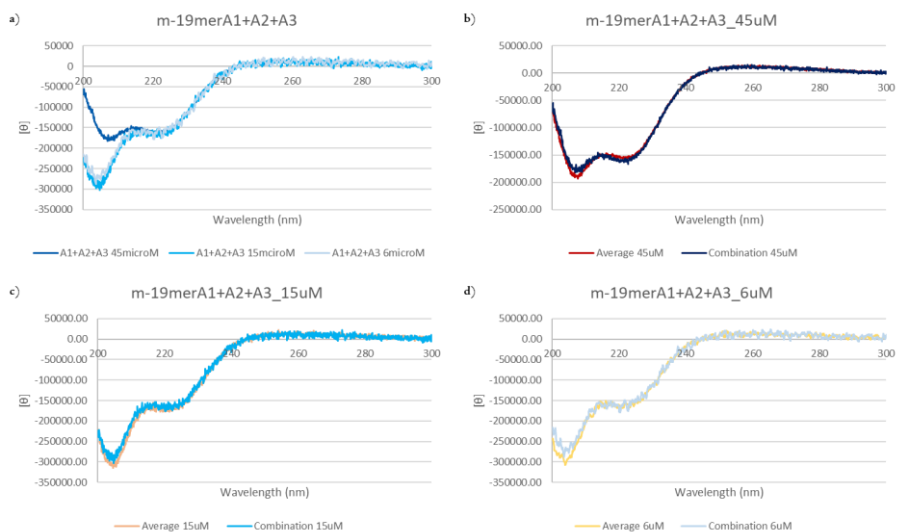 a)
m-19merA1+A2+A3
50000
0
-50000
-100000
-150000
-200000
-250000
-300000
-350000
200 220 240 260 280 300
[θ]
Wavelength (nm)
A1+A2+A3 45microM A1+A2+A3 15mciroM A1+A2+A3 6microM
b)
m-19merA1+A2+A3_45uM
50000.00
0.00
-50000.00
-100000.00
-150000.00
-200000.00
-250000.00
200 220 240 260 280 300
[θ]
Wavelength (nm)
Average 45uM Combination 45uM
c)
m-19merA1+A2+A3_15uM
50000.00
0.00
-50000.00
-100000.00
-150000.00
-200000.00
-250000.00
-300000.00
-350000.00
200 220 240 260 280 300
[θ]
Wavelength (nm)
Average 15uM Combination 15uM
d)
m-19merA1+A2+A3_6uM
50000.00
0.00
-50000.00
-100000.00
-150000.00
-200000.00
-250000.00
-300000.00
-350000.00
200 220 240 260 280 300
[θ]
Wavelength (nm)
Average 6uM Combination 6uM